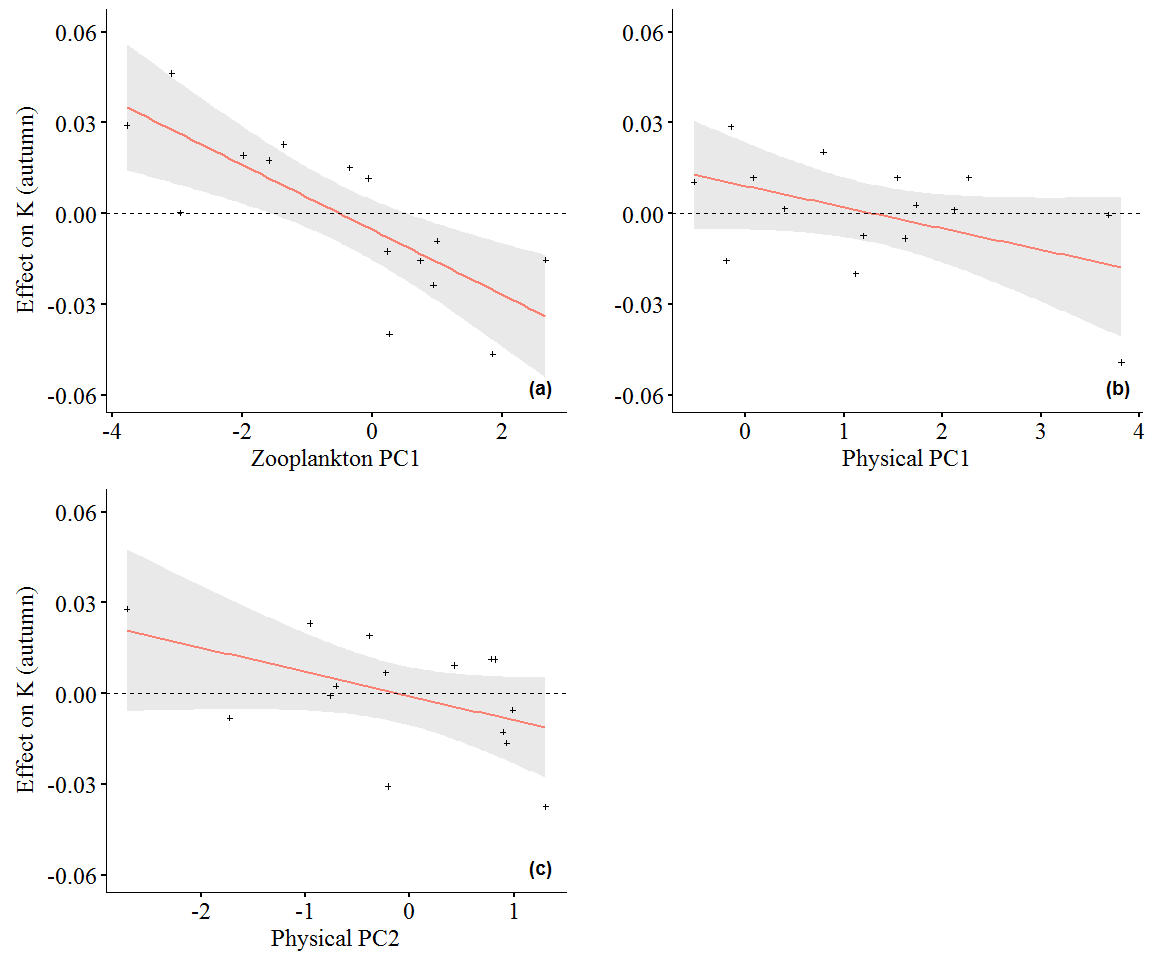 0.06
0.03
0.00
-0.03
-0.06
Effect on K (autumn)
(a)
-4 -2 0 2
Zooplankton PC1
0.06
0.03
0.00
-0.03
-0.06
(b)
0 1 2 3 4
Physical PC1
0.06
0.03
0.00
-0.03
-0.06
Effect on K (autumn)
(c)
-2 -1 0 1
Physical PC2